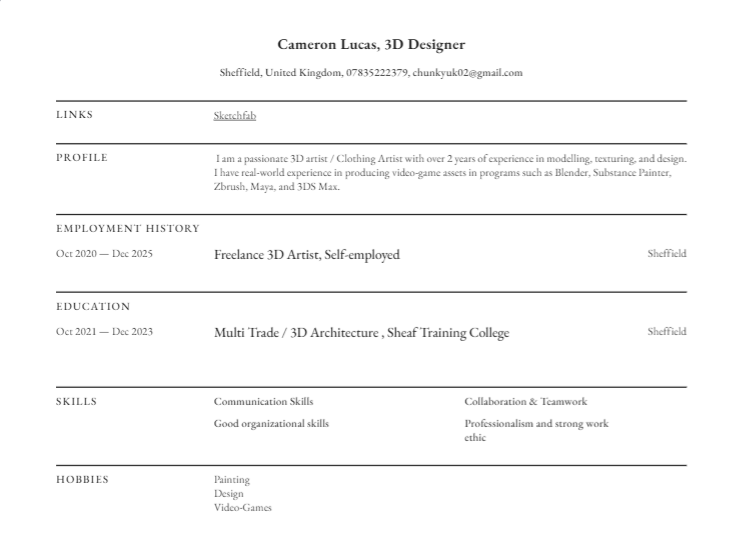 Cameron Lucas, 3D Designer
Sheffield, United Kingdom, 07835222379, chunkyuk02@gmail.com
LINKS
Sketchfab
PROFILE
I am a passionate 3D artist / Clothing Artist with over 2 years of experience in modelling, texturing, and design.
I have real-world experience in producing video-game assets in programs such as Blender, Substance Painter,
Zbrush, Maya, and 3DS Max.
EMPLOYMENT HISTORY
Oct 2020 — Dec 2025 Freelance 3D Artist, Self-employed Sheffield
EDUCATION
Oct 2021 — Dec 2023 Multi Trade / 3D Architecture , Sheaf Training College Sheffield
SKILLS
Communication Skills Collaboration & Teamwork
Good organizational skills Professionalism and strong work
ethic
HOBBIES
Painting
Design
Video-Games